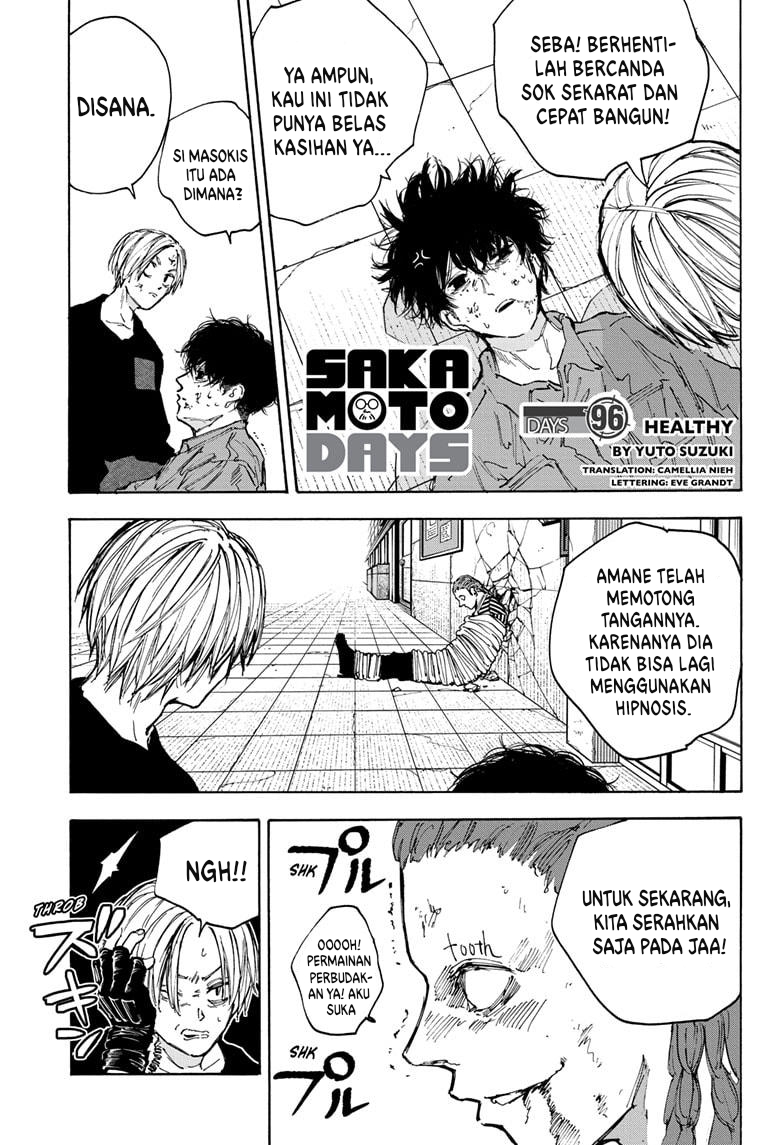 SEBA! BERHENTI-
LAH BERCANDA
SOK SEKARAT DAN
CEPAT BANGUN!
YA AMPUN,
KAU INI TIDAK
PUNYA BELAS
KASIHAN YA...
SI MASOKIS
ITU ADA
DIMANA?
DISANA.
SAKA
MOTO
DAYS
DAYS 96 HEALTHY
BY YUTO SUZUKI
TRANSLATION: CAMELLIA NIEH
LETTERING: EVE GRANDT
AMANE TELAH
MEMOTONG
TANGANNYA.
KARENANYA DIA
TIDAK BISA LAGI
MENGGUNAKAN
HIPNOSIS.
UNTUK SEKARANG,
KITA SERAHKAN
SAJA PADA JAA!
tooth
SHK
プル
OOOOH!
PERMAINAN
PERBUDAK-
AN YA! AKU
SUKA
SHK
プル
NGH!!
THROB
ズキン